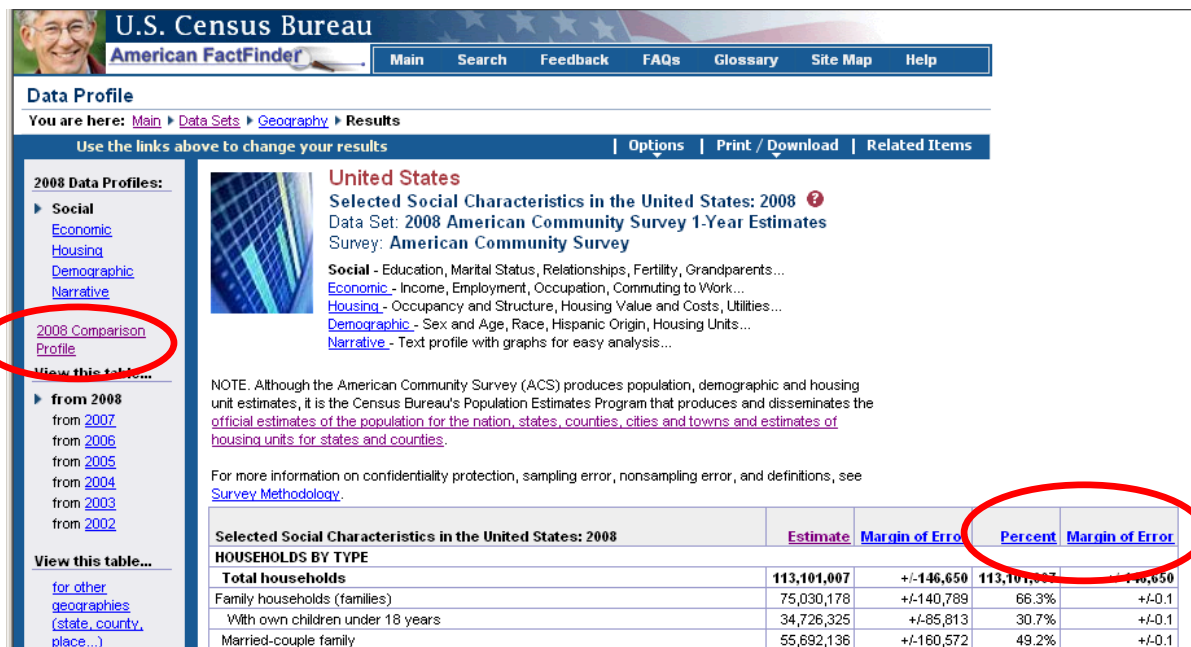 U.S. Census Bureau
American FactFinder
Main Search Feedback FAQs Glossary Site Map Help
Data Profile
You are here: Main ▶ Data Sets ▶ Geography ▶ Results
Use the links above to change your results | Options | Print / Download | Related Items
2008 Data Profiles:
▶ Social
Economic
Housing
Demographic
Narrative
2008 Comparison
Profile
View this table...
▶ from 2008
from 2007
from 2006
from 2005
from 2004
from 2003
from 2002
View this table...
for other
geographies
(state, county,
place...)
United States
Selected Social Characteristics in the United States: 2008
Data Set: 2008 American Community Survey 1-Year Estimates
Survey: American Community Survey
Social - Education, Marital Status, Relationships, Fertility, Grandparents...
Economic - Income, Employment, Occupation, Commuting to Work...
Housing - Occupancy and Structure, Housing Value and Costs, Utilities...
Demographic - Sex and Age, Race, Hispanic Origin, Housing Units...
Narrative - Text profile with graphs for easy analysis...
NOTE. Although the American Community Survey (ACS) produces population, demographic and housing
unit estimates, it is the Census Bureau's Population Estimates Program that produces and disseminates the
official estimates of the population for the nation, states, counties, cities and towns and estimates of
housing units for states and counties.
For more information on confidentiality protection, sampling error, nonsampling error, and definitions, see
Survey Methodology.
Selected Social Characteristics in the United States: 2008 Estimate Margin of Error Percent Margin of Error
HOUSEHOLDS BY TYPE
Total households 113,101,007 +/-146,650 113,101,007 +/-146,650
Family households (families) 75,030,178 +/-140,789 66.3% +/-0.1
With own children under 18 years 34,726,325 +/-85,813 30.7% +/-0.1
Married-couple family 55,692,136 +/-160,572 49.2% +/-0.1